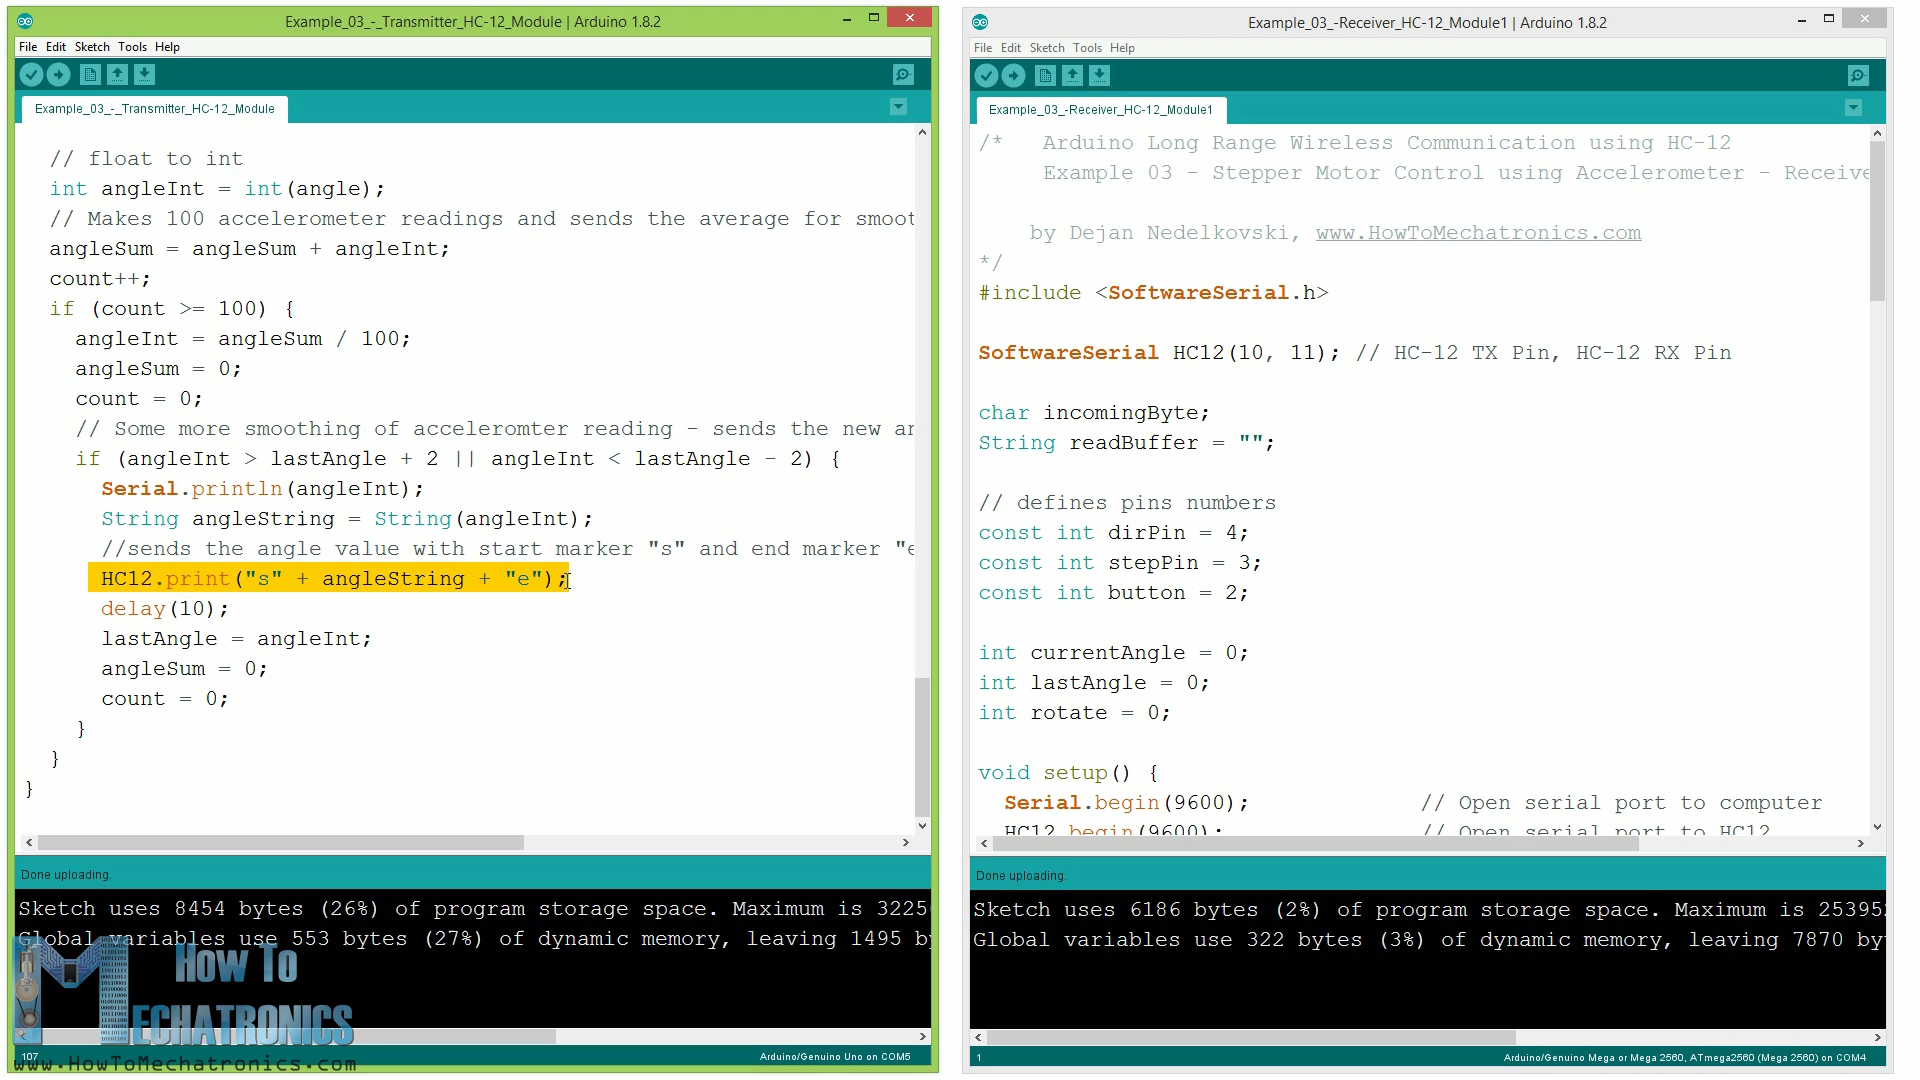 Example_03_-_Transmitter_HC-12_Module | Arduino 1.8.2
File Edit Sketch Tools Help
Example_03_-_Transmitter_HC-12_Module
// float to int
int angleInt = int(angle);
// Makes 100 accelerometer readings and sends the average for smoot
angleSum = angleSum + angleInt;
count++;
if (count >= 100) {
angleInt = angleSum / 100;
angleSum = 0;
count = 0;
// Some more smoothing of acceleromter reading - sends the new an
if (angleInt > lastAngle + 2 || angleInt < lastAngle - 2) {
Serial.println(angleInt);
String angleString = String(angleInt);
//sends the angle value with start marker "s" and end marker "e
HC12.print("s" + angleString + "e");
delay(10);
lastAngle = angleInt;
angleSum = 0;
count = 0;
}
}
}
Done uploading.
Sketch uses 8454 bytes (26%) of program storage space. Maximum is 3225
Global variables use 553 bytes (27%) of dynamic memory, leaving 1495 b
How To
MECHATRONICS
107
Arduino/Genuino Uno on COM5
www.HowToMechatronics.com
Example_03_-Receiver_HC-12_Module1 | Arduino 1.8.2
File Edit Sketch Tools Help
Example_03_-Receiver_HC-12_Module1
/* Arduino Long Range Wireless Communication using HC-12
Example 03 - Stepper Motor Control using Accelerometer - Receive
by Dejan Nedelkovski, www.HowToMechatronics.com
*/
#include <SoftwareSerial.h>
SoftwareSerial HC12(10, 11); // HC-12 TX Pin, HC-12 RX Pin
char incomingByte;
String readBuffer = "";
// defines pins numbers
const int dirPin = 4;
const int stepPin = 3;
const int button = 2;
int currentAngle = 0;
int lastAngle = 0;
int rotate = 0;
void setup() {
Serial.begin(9600); // Open serial port to computer
HC12.begin(9600); // Open serial port to HC12
Done uploading.
Sketch uses 6186 bytes (2%) of program storage space. Maximum is 253952
Global variables use 322 bytes (3%) of dynamic memory, leaving 7870 by
1
Arduino/Genuino Mega or Mega 2560, ATmega2560 (Mega 2560) on COM4